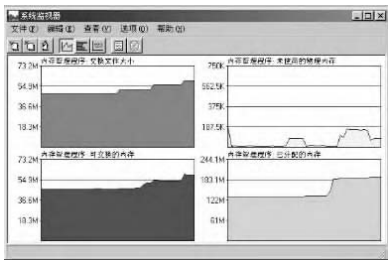 系统监视器
文件(F) 编辑(E) 查看(V) 选项(O) 帮助(H)
内存管理程序: 交换文件大小
73.2M
54.9M
36.6M
18.3M
内存管理程序: 未使用的物理内存
750K
562.5K
375K
187.5K
内存管理程序: 可交换的内存
73.2M
54.9M
36.6M
18.3M
内存管理程序: 已分配的内存
244.1M
183.1M
122M
61M